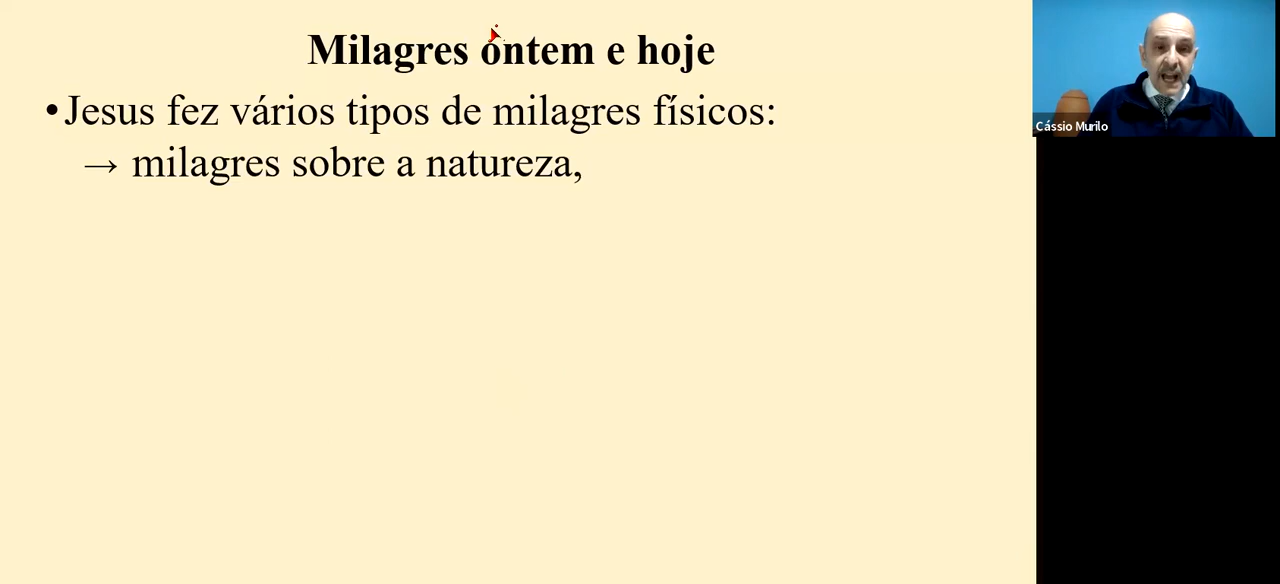 Milagres ontem e hoje
•Jesus fez vários tipos de milagres físicos:
→ milagres sobre a natureza,
Cássio Murilo